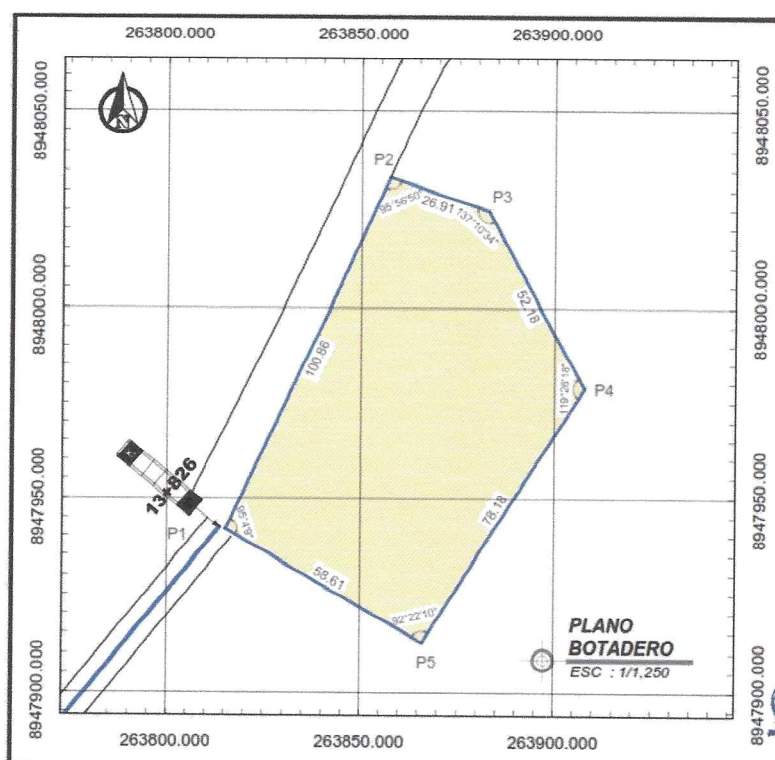 263800.000 263850.000 263900.000
8948050.000 8948050.000
N
P2
P3
95°56'50"
26.91
137°10'34"
8948000.000 8948000.000
52.18
100.86
119°26'18"
P4
13+826
8947950.000 8947950.000
P1
95°4'9"
78.18
58.61
92°22'10"
P5
PLANO
BOTADERO
ESC : 1/1,250
8947900.000 8947900.000
263800.000 263850.000 263900.000